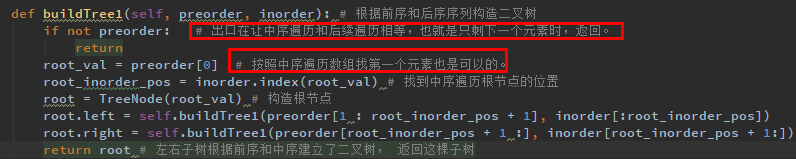 def buildTree1(self, preorder, inorder): # 根据前序和后序序列构造二叉树
if not preorder: # 出口在让中序遍历和后续遍历相等，也就是只剩下一个元素时，返回。
return
root_val = preorder[0] # 按照中序遍历数组找第一个元素也是可以的。
root_inorder_pos = inorder.index(root_val) # 找到中序遍历根节点的位置
root = TreeNode(root_val) # 构造根节点
root.left = self.buildTree1(preorder[1 : root_inorder_pos + 1], inorder[:root_inorder_pos])
root.right = self.buildTree1(preorder[root_inorder_pos + 1 :], inorder[root_inorder_pos + 1:])
return root # 左右子树根据前序和中序建立了二叉树， 返回这棵子树